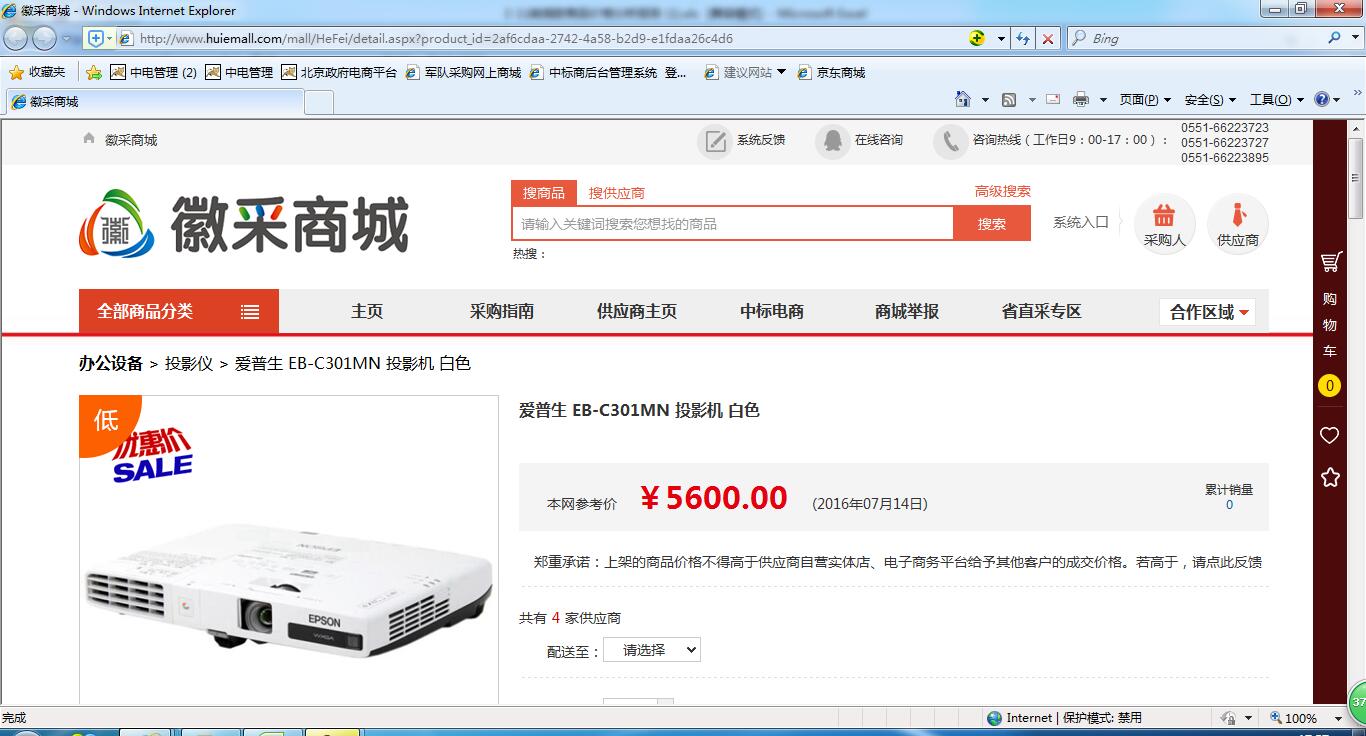 徽采商城 - Windows Internet Explorer
http://www.huiemall.com/mall/HeFei/detail.aspx?product_id=2af6cdaa-2742-4a58-b2d9-e1fdaa26c4d6
Bing
收藏夹 中电管理 (2) 中电管理 北京政府电商平台 军队采购网上商城 中标商后台管理系统 登... 建议网站 京东商城
徽采商城
页面(P) 安全(S) 工具(O)
徽采商城 系统反馈 在线咨询 咨询热线（工作日9：00-17：00）：
0551-66223723
0551-66223727
0551-66223895
徽采商城
搜商品 搜供应商 高级搜索
请输入关键词搜索您想找的商品 搜索
热搜：
系统入口 采购人 供应商
全部商品分类 主页 采购指南 供应商主页 中标电商 商城举报 省直采专区 合作区域
办公设备 > 投影仪 > 爱普生 EB-C301MN 投影机 白色
低
优惠价
SALE
EPSON
WXGA
爱普生 EB-C301MN 投影机 白色
本网参考价 ￥5600.00 (2016年07月14日)
累计销量
0
郑重承诺：上架的商品价格不得高于供应商自营实体店、电子商务平台给予其他客户的成交价格。若高于，请点此反馈
共有 4 家供应商
配送至： 请选择
购
物
车
0
37
完成 Internet | 保护模式: 禁用 100%